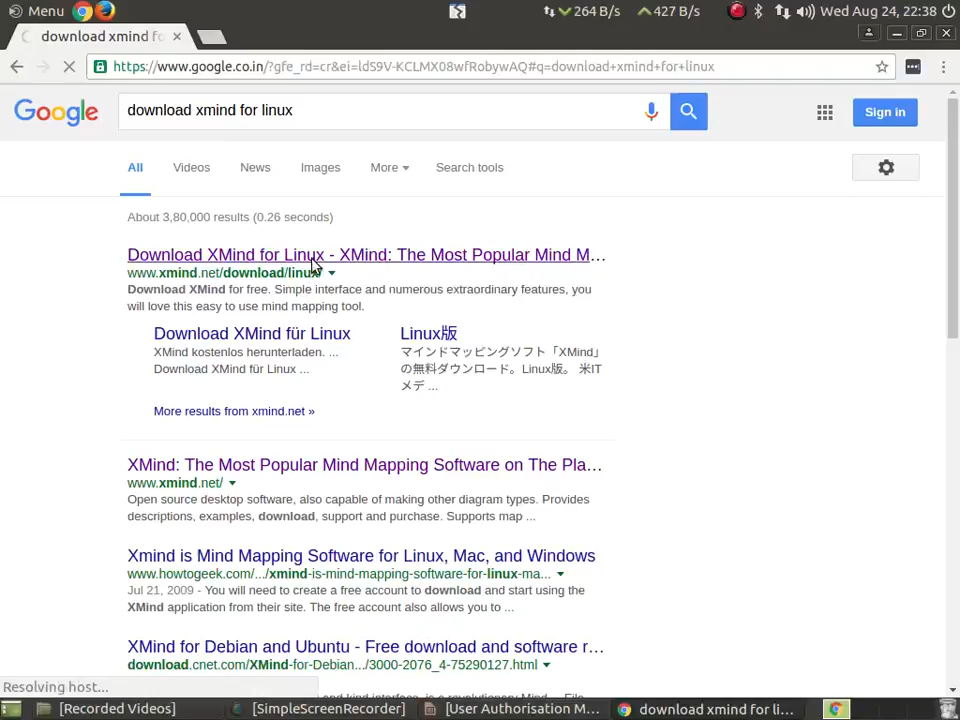 Menu 264 B/s 427 B/s Wed Aug 24, 22:38
download xmind fo
https://www.google.co.in/?gfe_rd=cr&ei=ldS9V-KCLMX08wfRobywAQ#q=download+xmind+for+linux
Google download xmind for linux Sign in
All Videos News Images More Search tools
About 3,80,000 results (0.26 seconds)
Download XMind for Linux - XMind: The Most Popular Mind M...
www.xmind.net/download/linux/
Download XMind for free. Simple interface and numerous extraordinary features, you
will love this easy to use mind mapping tool.
Download XMind für Linux Linux版
XMind kostenlos herunterladen. ... マインドマッピングソフト「XMind」
Download XMind für Linux ... の無料ダウンロード。Linux版。 米IT
メデ ...
More results from xmind.net »
XMind: The Most Popular Mind Mapping Software on The Pla...
www.xmind.net/
Open source desktop software, also capable of making other diagram types. Provides
descriptions, examples, download, support and purchase. Supports map ...
Xmind is Mind Mapping Software for Linux, Mac, and Windows
www.howtogeek.com/.../xmind-is-mind-mapping-software-for-linux-ma...
Jul 21, 2009 - You will need to create a free account to download and start using the
XMind application from their site. The free account also allows you to ...
XMind for Debian and Ubuntu - Free download and software r...
download.cnet.com/XMind-for-Debian.../3000-2076_4-75290127.html
Resolving host...
and kind interface, is a revolutionary Mind... File
[Recorded Videos] [SimpleScreenRecorder] [User Authorisation M... download xmind for li...